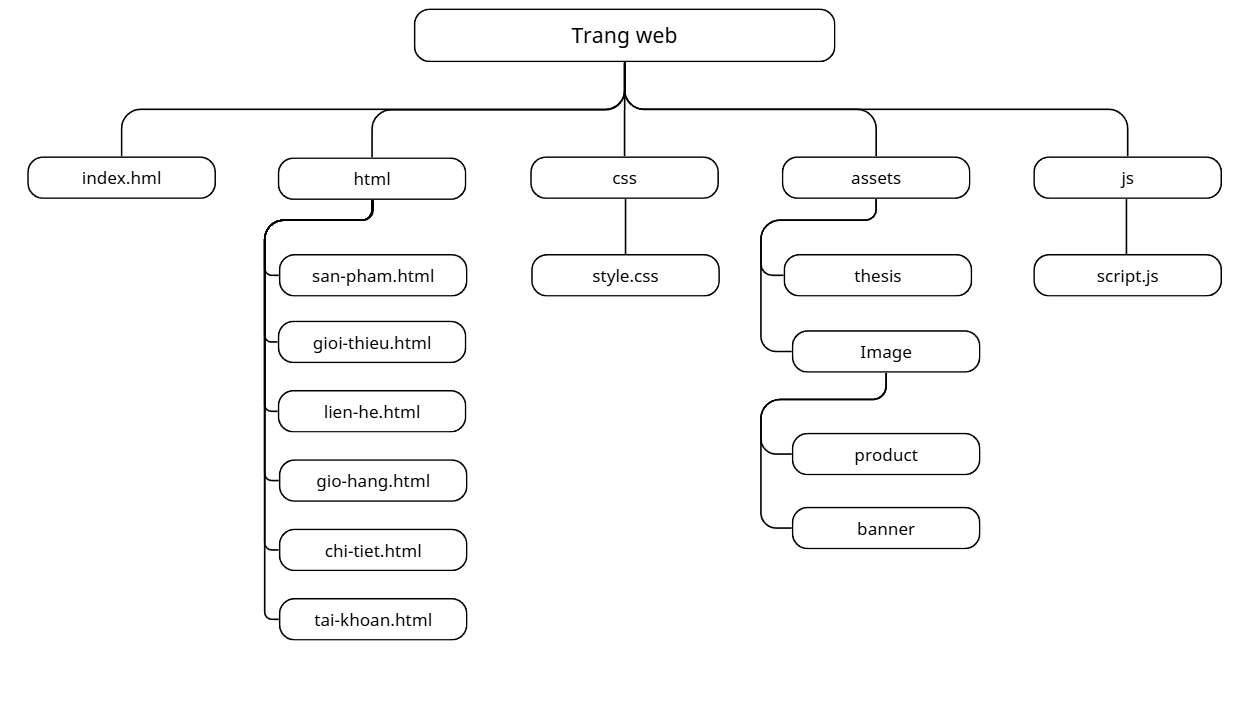 Trang web
index.hml
html
css
assets
js
san-pham.html
style.css
thesis
script.js
gioi-thieu.html
Image
lien-he.html
product
gio-hang.html
banner
chi-tiet.html
tai-khoan.html